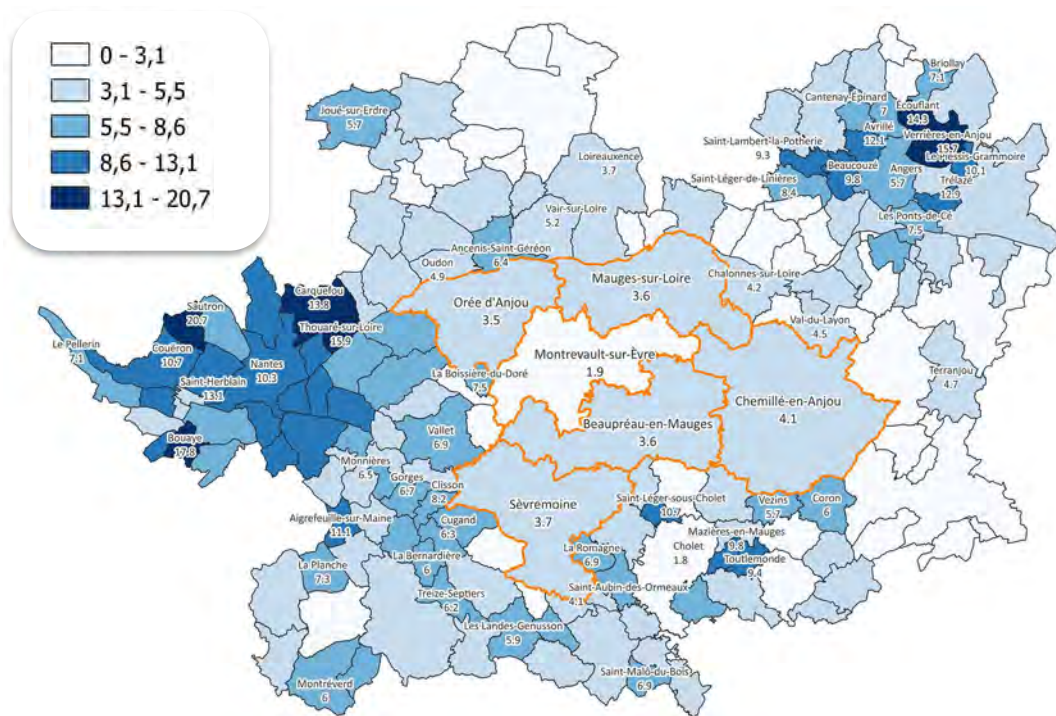 0 - 3,1
3,1 - 5,5
5,5 - 8,6
8,6 - 13,1
13,1 - 20,7
Joué-sur-Erdre
5.7
Loireauxence
3.7
Vair-sur-Loire
5.2
Ancenis-Saint-Géréon
6.4
Oudon
4.9
Briollay
7.1
Cantenay-Épinard
7
Écouflant
14.3
Avrillé
12.1
Verrières-en-Anjou
15.7
Saint-Lambert-la-Potherie
9.3
Le Plessis-Grammoire
10.1
Beaucouzé
9.8
Angers
5.7
Saint-Léger-de-Linières
8.4
Trélazé
12.9
Les Ponts-de-Cé
7.5
Mauges-sur-Loire
3.6
Chalonnes-sur-Loire
4.2
Orée d'Anjou
3.5
Val-du-Layon
4.5
Carquefou
13.8
Sautron
20.7
Thouaré-sur-Loire
15.9
Le Pellerin
7.1
Couëron
10.7
Nantes
10.3
Saint-Herblain
13.1
Montrevault-sur-Èvre
1.9
La Boissière-du-Doré
7.5
Terranjou
4.7
Chemillé-en-Anjou
4.1
Beaupréau-en-Mauges
3.6
Bouaye
17.8
Vallet
6.9
Monnières
6.5
Gorges
6.7
Clisson
8.2
Sèvremoine
3.7
Saint-Léger-sous-Cholet
10.7
Vezins
5.7
Coron
6
Aigrefeuille-sur-Maine
11.1
Cugand
6.3
Mazières-en-Mauges
9.8
Cholet
1.8
La Romagne
6.9
Toutlemonde
9.4
La Bernardière
6
La Planche
7.3
Saint-Aubin-des-Ormeaux
4.1
Treize-Septiers
6.2
Les Landes-Genusson
5.9
Saint-Malô-du-Bois
6.9
Montréverd
6